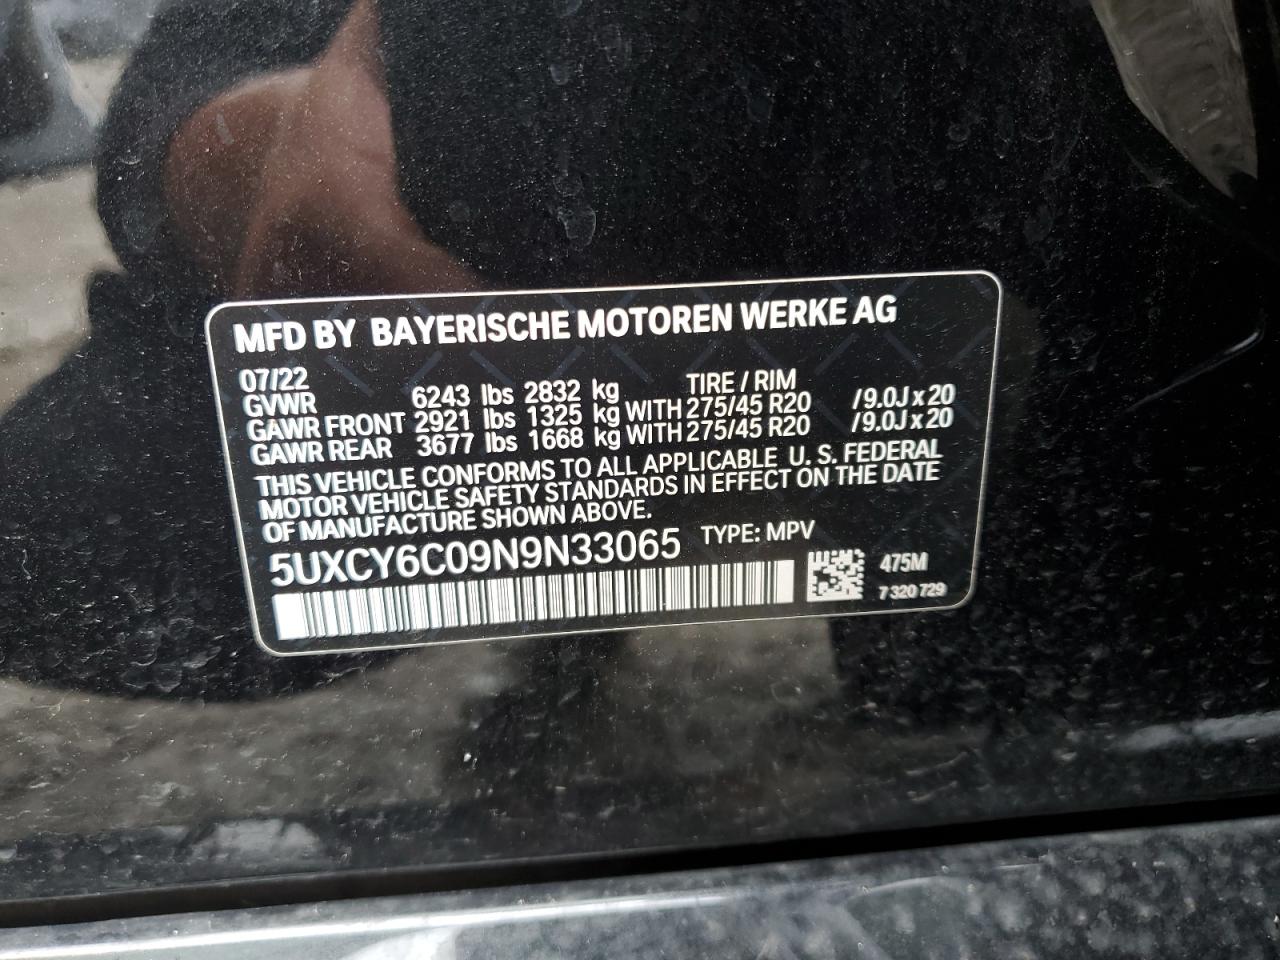 MFD BY BAYERISCHE MOTOREN WERKE AG
07/22 TIRE / RIM
GVWR 6243 lbs 2832 kg
GAWR FRONT 2921 lbs 1325 kg WITH 275/45 R20 /9.0J x 20
GAWR REAR 3677 lbs 1668 kg WITH 275/45 R20 /9.0J x 20
THIS VEHICLE CONFORMS TO ALL APPLICABLE U. S. FEDERAL
MOTOR VEHICLE SAFETY STANDARDS IN EFFECT ON THE DATE
OF MANUFACTURE SHOWN ABOVE.
5UXCY6C09N9N33065 TYPE: MPV
475M
7 320 729